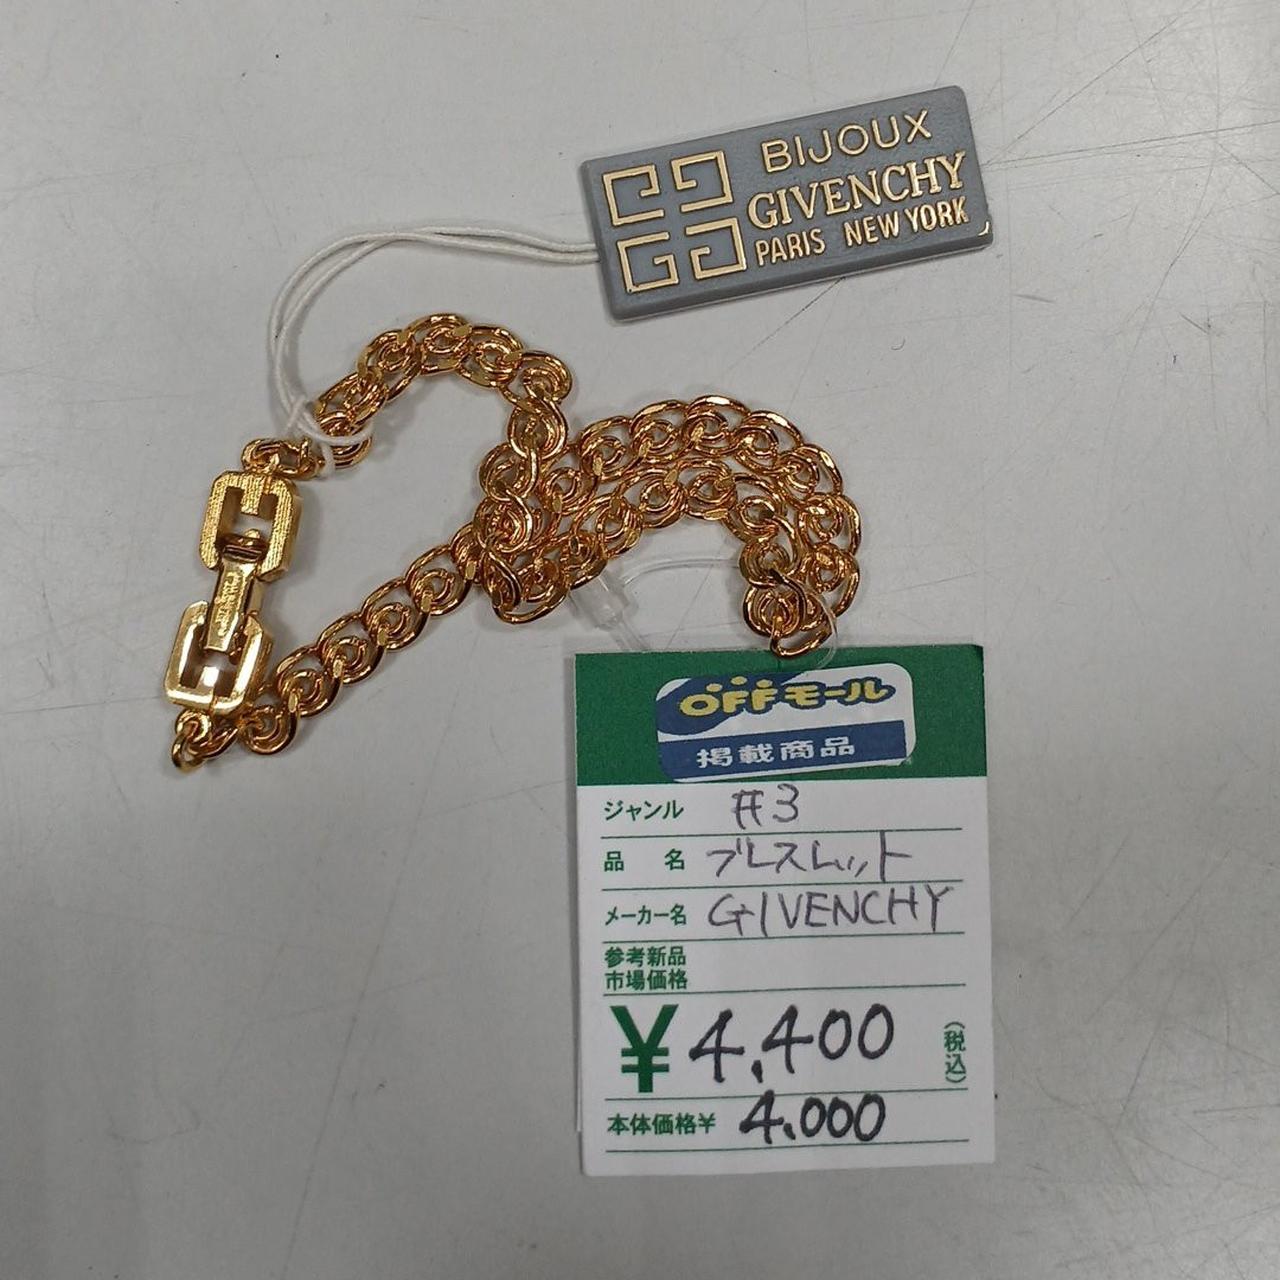 BIJOUX
GIVENCHY
PARIS NEW YORK
OFFモール
掲載商品
ジャンル #3
品名 ブレスレット
メーカー名 GIVENCHY
参考新品
市場価格
¥4,400 (税込)
本体価格¥ 4.000